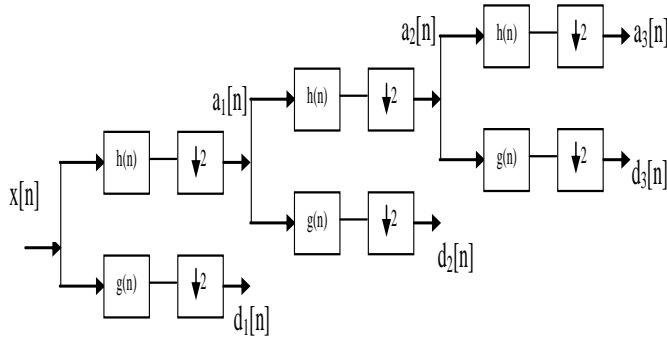 a₂[n] h(n) ↓2 a₃[n]
a₁[n] h(n) ↓2
h(n) ↓2 g(n) ↓2 d₃[n]
x[n] g(n) ↓2 d₂[n]
g(n) ↓2 d₁[n]